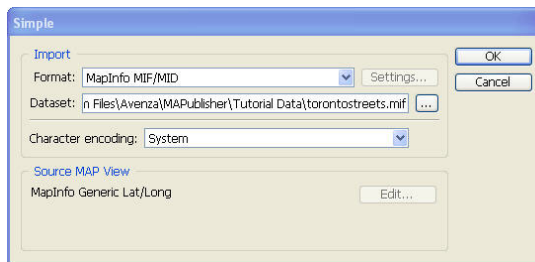 Simple
Import
OK
Format: MapInfo MIF/MID Settings...
Cancel
Dataset: n Files\Avenza\MAPublisher\Tutorial Data\torontostreets.mif ...
Character encoding: System
Source MAP View
MapInfo Generic Lat/Long Edit...